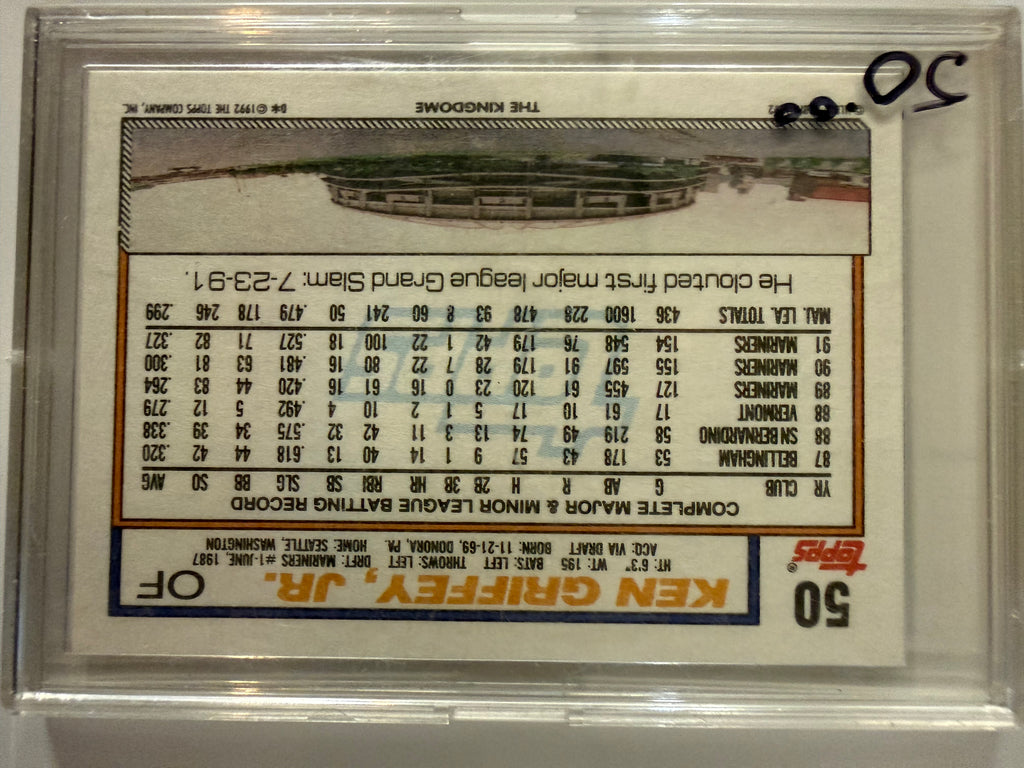 50
topps®
KEN GRIFFEY, JR. OF
HT: 6'3" WT: 195 BATS: LEFT THROWS: LEFT DRFT: MARINERS #1-JUNE, 1987
ACQ: VIA DRAFT BORN: 11-21-69, DONORA, PA. HOME: SEATTLE, WASHINGTON
COMPLETE MAJOR & MINOR LEAGUE BATTING RECORD
YR CLUB G AB R H 2B 3B HR RBI SB SLG BB SO AVG
87 BELLINGHAM 53 178 43 57 9 1 14 40 13 .618 44 42 .320
88 SN BERNARDINO 58 219 49 74 13 3 11 42 32 .575 34 39 .338
88 VERMONT 17 61 10 17 5 1 2 10 4 .492 5 12 .279
89 MARINERS 127 455 61 120 23 0 16 61 16 .420 44 83 .264
90 MARINERS 155 597 91 179 28 7 22 80 16 .481 63 81 .300
91 MARINERS 154 548 76 179 42 1 22 100 18 .527 71 82 .327
MAJ. LEA. TOTALS 436 1600 228 478 93 8 60 241 50 .479 178 246 .299
Topps
He clouted first major league Grand Slam: 7-23-91.
THE KINGDOME
D✱ © 1992 THE TOPPS COMPANY, INC.
50.00